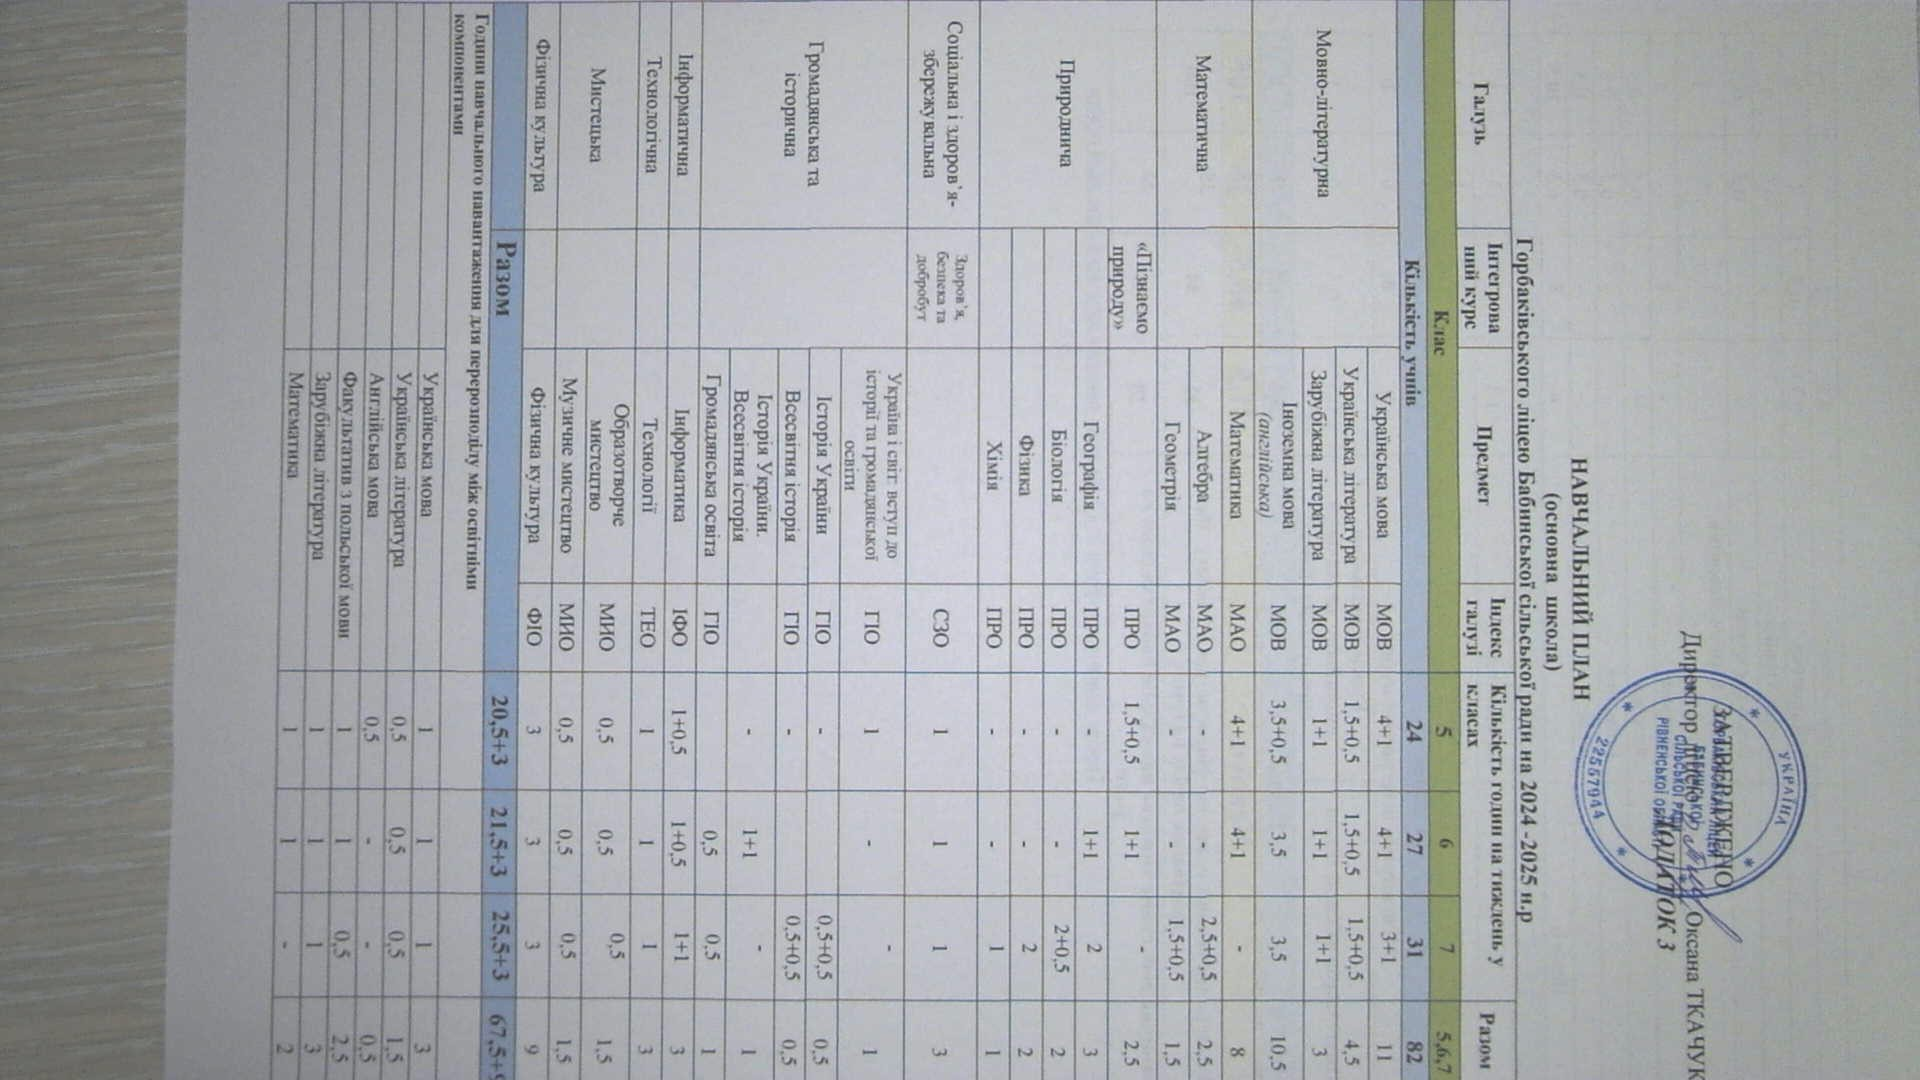 ЗАТВЕРДЖЕНО
Директор ліцею Оксана ТКАЧУК
ДОДАТОК 3
УКРАЇНА
22557944
НАВЧАЛЬНИЙ ПЛАН
(основна школа)
Горбаківського ліцею Бабинської сільської ради на 2024 -2025 н.р
Галузь Інтегрова Предмет Індекс Кількість годин на тиждень у Разом
ний курс галузі класах
Клас 5 6 7 5,6,7
Кількість учнів 24 27 31 82
Мовно-літературна Українська мова МОВ 4+1 4+1 3+1 11
Українська література МОВ 1,5+0,5 1,5+0,5 1,5+0,5 4,5
Зарубіжна література МОВ 1+1 1+1 1+1 3
Іноземна мова МОВ 3,5+0,5 3,5 3,5 10,5
(англійська)
Математична Математика МАО 4+1 4+1 - 8
Алгебра МАО - - 2,5+0,5 2,5
Геометрія МАО - - 1,5+0,5 1,5
Природнича «Пізнаємо ПРО 1,5+0,5 1+1 - 2,5
природу»
Географія ПРО - 1+1 2 3
Біологія ПРО - - 2+0,5 2
Фізика ПРО - - 2 2
Хімія ПРО - - 1 1
Соціальна і здоров’я- Здоров’я, СЗО 1 1 1 3
збережувальна безпека та
добробут
Громадянська та Україна і світ: вступ до ГІО 1 - - 1
історична історії та громадянської
освіти
Історія України ГІО - 0,5+0,5 0,5
Всесвітня історія ГІО - 0,5+0,5 0,5
Історія України. - 1+1 - 1
Всесвітня історія
Громадянська освіта ГІО 0,5 0,5 1
Інформатична Інформатика ІФО 1+0,5 1+0,5 1+1 3
Технологічна Технології ТЕО 1 1 1 3
Мистецька Образотворче МИО 0,5 0,5 0,5 1,5
мистецтво
Музичне мистецтво МИО 0,5 0,5 0,5 1,5
Фізична культура Фізична культура ФІО 3 3 3 9
Разом 20,5+3 21,5+3 25,5+3 67,5+9
Години навчального навантаження для перерозподілу між освітніми
компонентами
Українська мова 1 1 1 3
Українська література 0,5 0,5 0,5 1,5
Англійська мова 0,5 - - 0,5
Факультатив з польської мови 1 1 0,5 2,5
Зарубіжна література 1 1 1 3
Математика 1 1 - 2